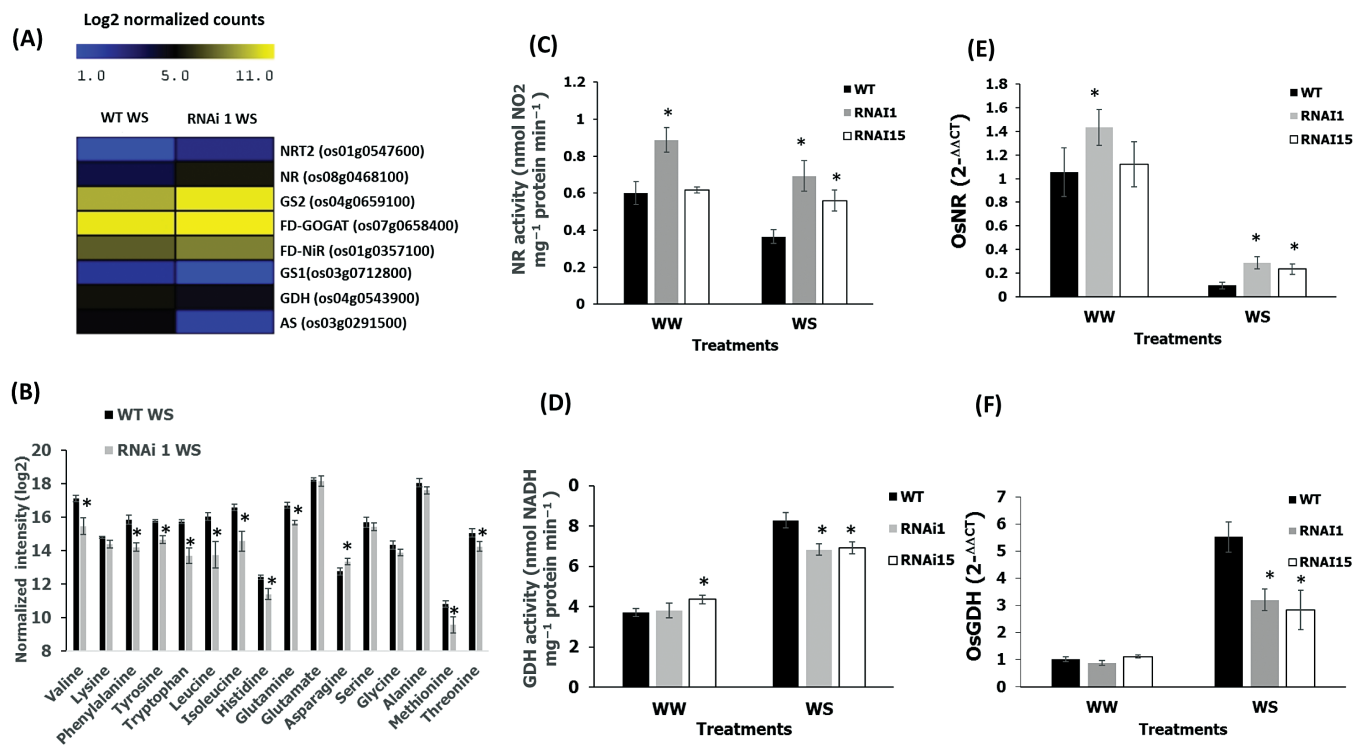 (A)
Log2 normalized counts
1.0 5.0 11.0
WT WS RNAi 1 WS
NRT2 (os01g0547600)
NR (os08g0468100)
GS2 (os04g0659100)
FD-GOGAT (os07g0658400)
FD-NiR (os01g0357100)
GS1(os03g0712800)
GDH (os04g0543900)
AS (os03g0291500)
(B)
WT WS
RNAi 1 WS
Normalized intensity (log2)
20
18
16
14
12
10
8
* * * * * * * * * * * *
Valine
Lysine
Phenylalanine
Tyrosine
Tryptophan
Leucine
Isoleucine
Histidine
Glutamine
Glutamate
Asparagine
Serine
Glycine
Alanine
Methionine
Threonine
(C)
NR activity (nmol NO2
mg⁻¹ protein min⁻¹ )
1.2
1
0.8
0.6
0.4
0.2
0
* * *
WT
RNAI1
RNAI15
WW WS
Treatments
(D)
GDH activity (nmol NADH
mg⁻¹ protein min⁻¹ )
0
8
6
4
2
0
* * *
WT
RNAi1
RNAi15
WW WS
Treatments
(E)
OsNR (2-ΔΔCT)
1.8
1.6
1.4
1.2
1
0.8
0.6
0.4
0.2
0
* * *
WT
RNAI1
RNAI15
WW WS
Treatments
(F)
OsGDH (2-ΔΔCT)
7
6
5
4
3
2
1
0
* *
WT
RNAI1
RNAI15
WW WS
Treatments